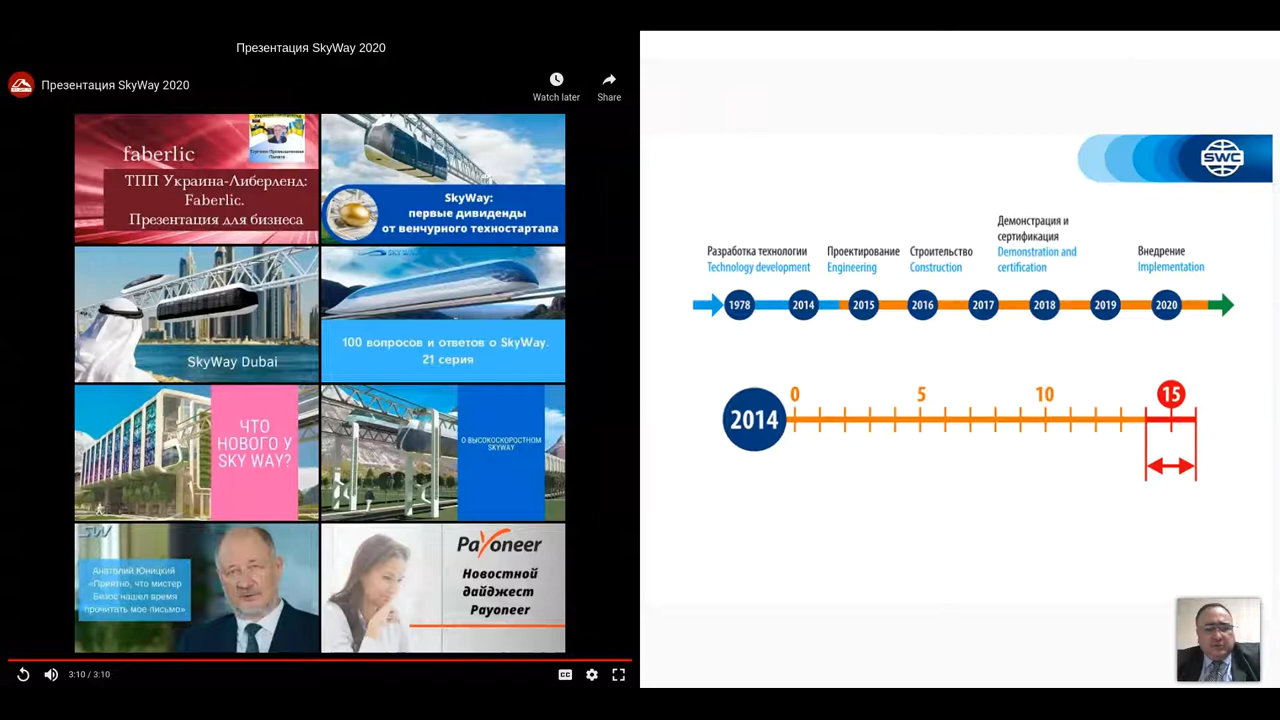 Презентация SkyWay 2020
Презентация SkyWay 2020
Watch later
Share
faberlic
ТПП Украина-Либерленд:
Faberlic.
Презентация для бизнеса
SkyWay:
первые дивиденды
от венчурного техностартапа
SkyWay Dubai
100 вопросов и ответов о SkyWay.
21 серия
ЧТО
НОВОГО У
SKY WAY?
О ВЫСОКОСКОРОСТНОМ
SKYWAY
SW
Анатолий Юницкий
«Приятно, что мистер
Безос нашел время
прочитать мое письмо»
Payoneer
Новостной
дайджест
Payoneer
3:10 / 3:10
CC
SWC
Разработка технологии
Technology development
Проектирование
Engineering
Строительство
Construction
Демонстрация и
сертификация
Demonstration and
certification
Внедрение
Implementation
1978
2014
2015
2016
2017
2018
2019
2020
0
5
10
15
2014